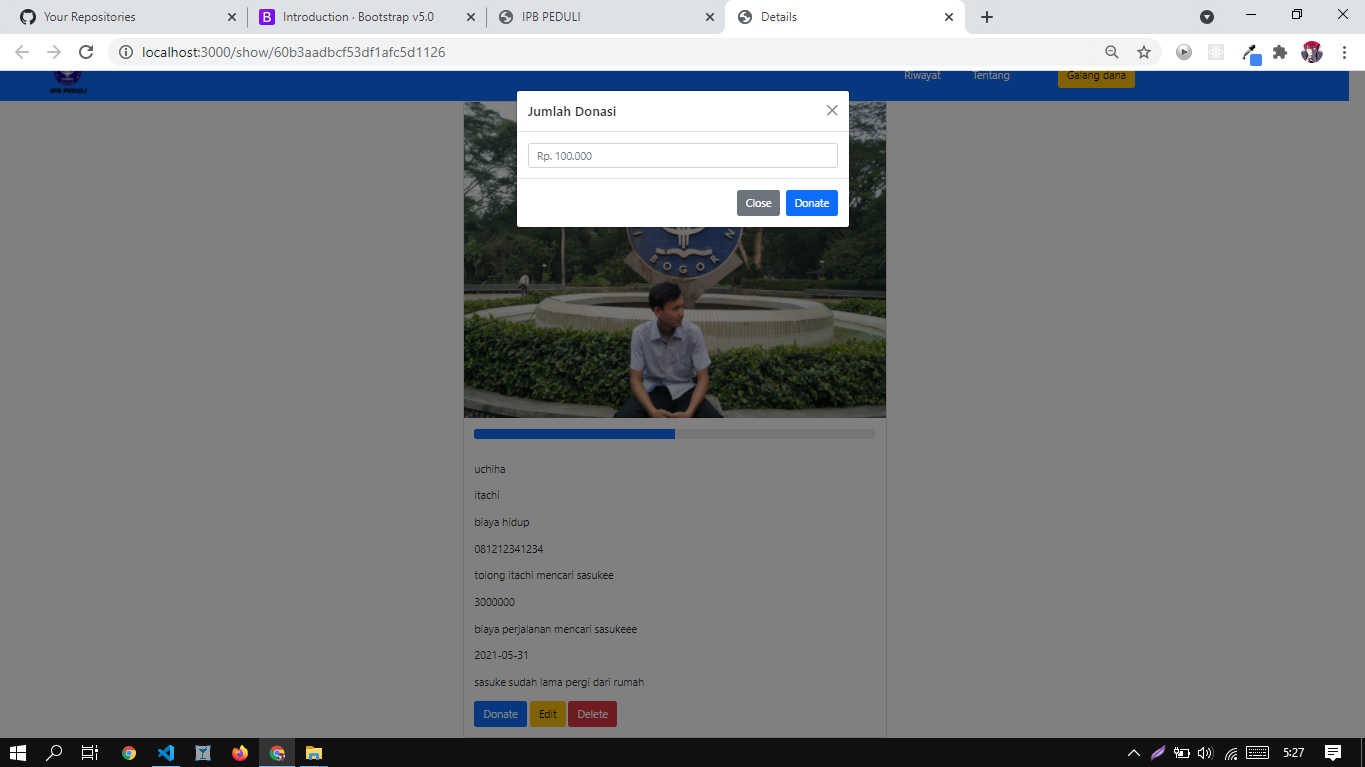 Your Repositories
Introduction · Bootstrap v5.0
IPB PEDULI
Details
localhost:3000/show/60b3aadbcf53df1afc5d1126
IPB PEDULI
Riwayat
Tentang
Galang dana
Jumlah Donasi
Rp. 100.000
Close
Donate
BOGOR
uchiha
itachi
biaya hidup
081212341234
tolong itachi mencari sasukee
3000000
biaya perjalanan mencari sasukeee
2021-05-31
sasuke sudah lama pergi dari rumah
Donate
Edit
Delete
5:27